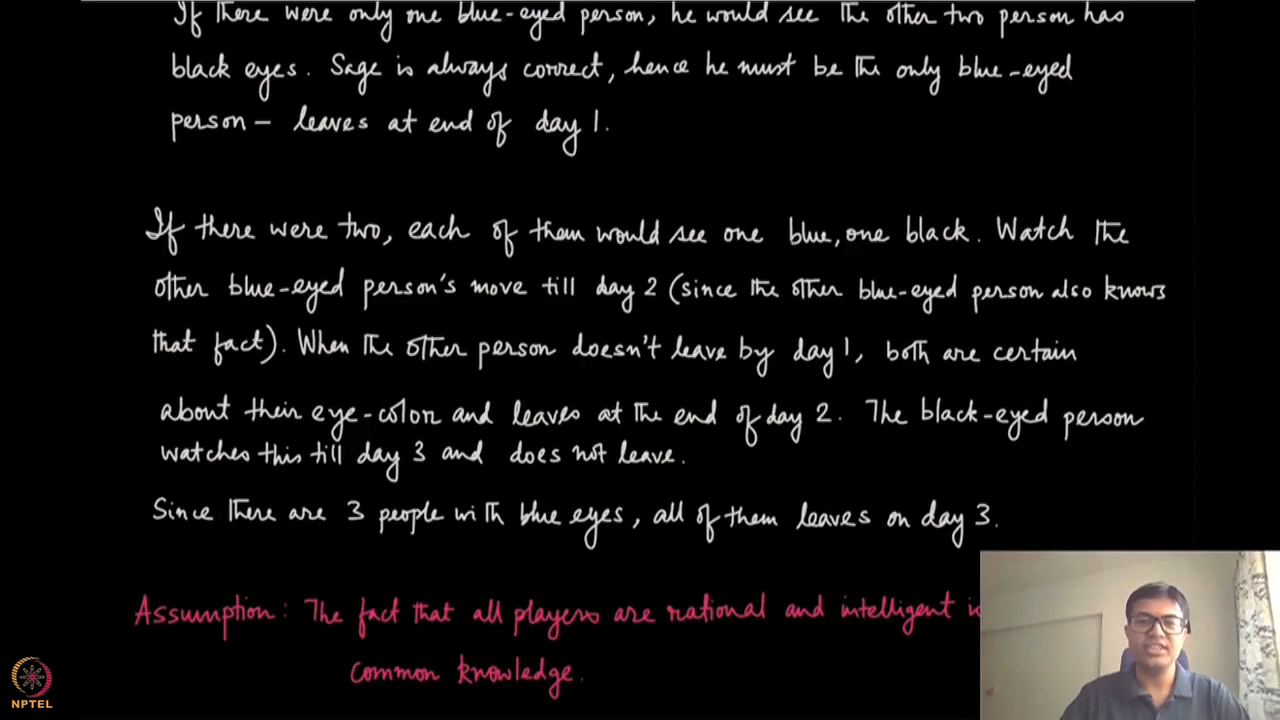 If there were only one blue-eyed person, he would see the other two person has
black eyes. Sage is always correct, hence he must be the only blue-eyed
person- leaves at end of day 1.
If there were two, each of them would see one blue, one black. Watch the
other blue-eyed person's move till day 2 (since the other blue-eyed person also knows
that fact). When the other person doesn't leave by day 1, both are certain
about their eye-color and leaves at the end of day 2. The black-eyed person
watches this till day 3 and does not leave.
Since there are 3 people with blue eyes, all of them leaves on day 3.
Assumption: The fact that all players are rational and intelligent
common knowledge.
NPTEL